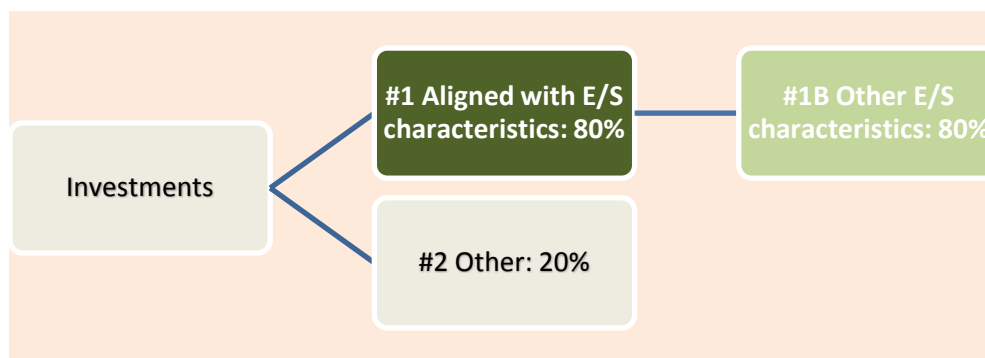 #1 Aligned with E/S
characteristics: 80%
#1B Other E/S
characteristics: 80%
Investments
#2 Other: 20%